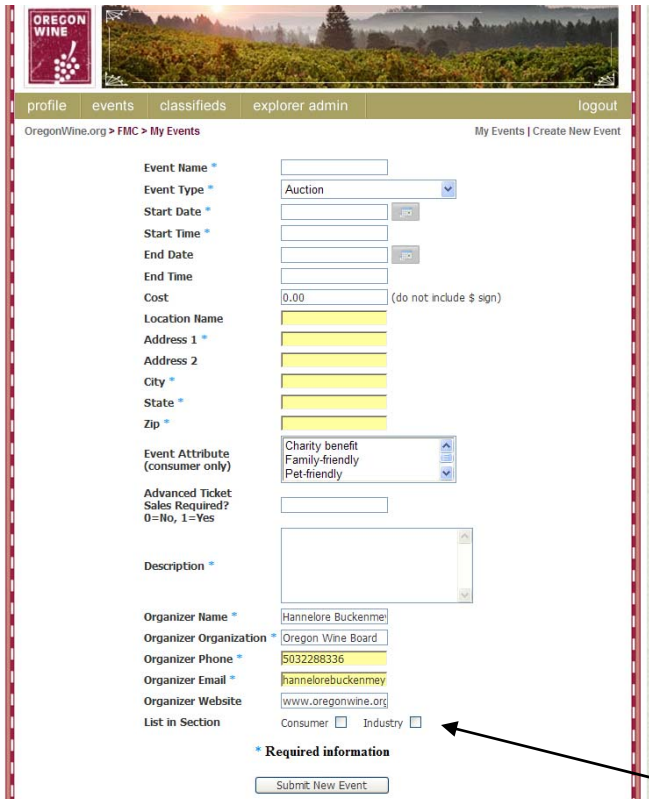 OREGON
WINE
profile events classifieds explorer admin logout
OregonWine.org > FMC > My Events My Events | Create New Event
Event Name *
Event Type * Auction
Start Date *
Start Time *
End Date
End Time
Cost 0.00 (do not include $ sign)
Location Name
Address 1 *
Address 2
City *
State *
Zip *
Event Attribute
(consumer only)
Charity benefit
Family-friendly
Pet-friendly
Advanced Ticket
Sales Required?
0=No, 1=Yes
Description *
Organizer Name * Hannelore Buckenmey
Organizer Organization * Oregon Wine Board
Organizer Phone * 5032288336
Organizer Email * hannelorebuckenmey
Organizer Website www.oregonwine.org
List in Section Consumer Industry
* Required information
Submit New Event